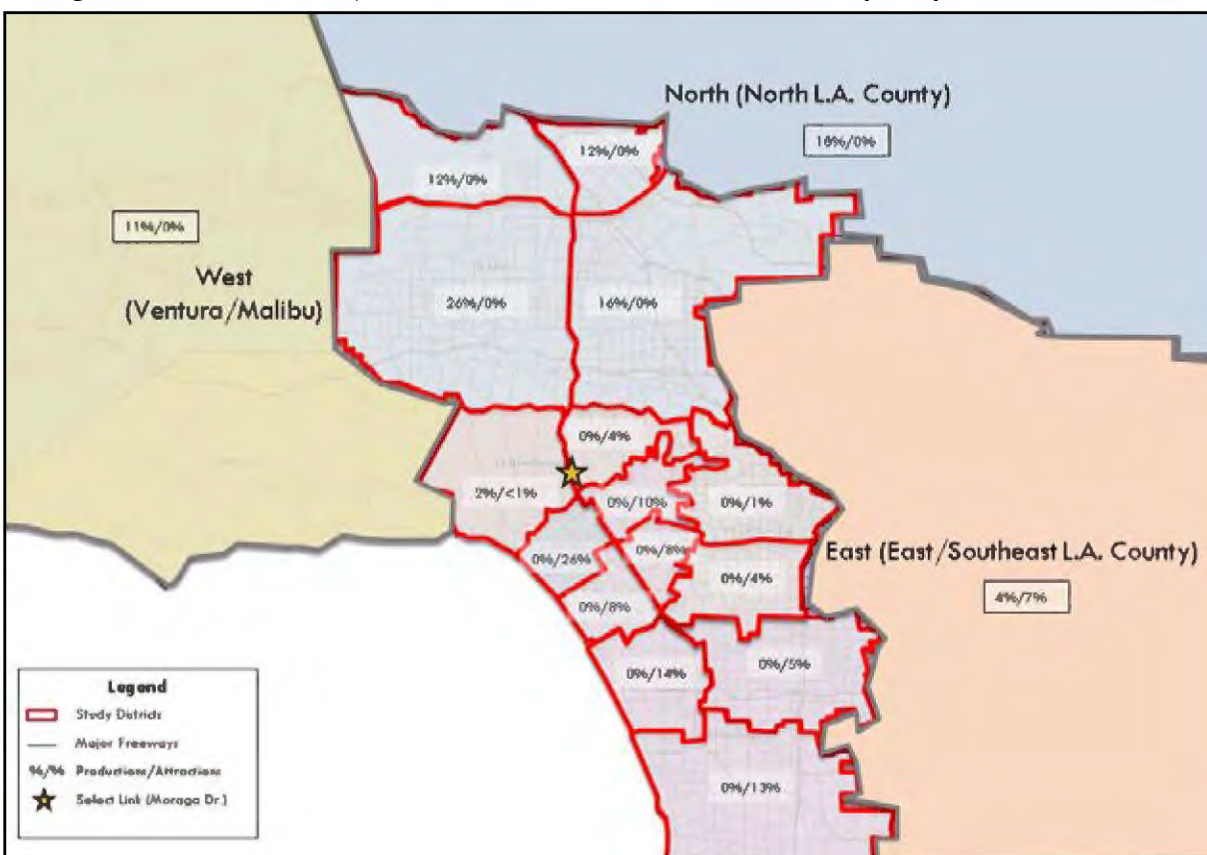 North (North L.A. County)
18%/0%
12%/0%
12%/0%
11%/0%
West
(Ventura/Malibu)
26%/0%
16%/0%
0%/4%
2%/<1%
0%/10%
0%/1%
0%/26%
0%/8%
0%/4%
East (East/Southeast L.A. County)
4%/7%
0%/8%
0%/14%
0%/5%
0%/13%
Legend
Study Districts
Major Freeways
%/% Productions/Attractions
Select Link (Moraga Dr.)